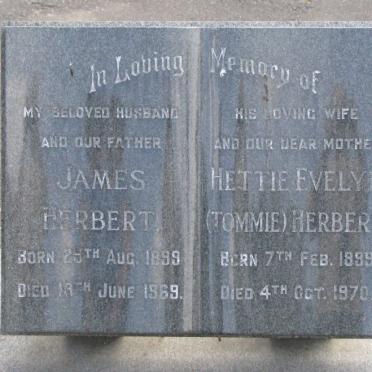 In Loving Memory of
MY BELOVED HUSBAND
AND OUR FATHER
JAMES
HERBERT.
BORN 25TH AUG. 1899
DIED 18TH JUNE 1969.
HIS LOVING WIFE
AND OUR DEAR MOTHE
HETTIE EVELY
(TOMMIE) HERBER
BORN 7TH FEB. 1899
DIED 4TH OCT. 1970